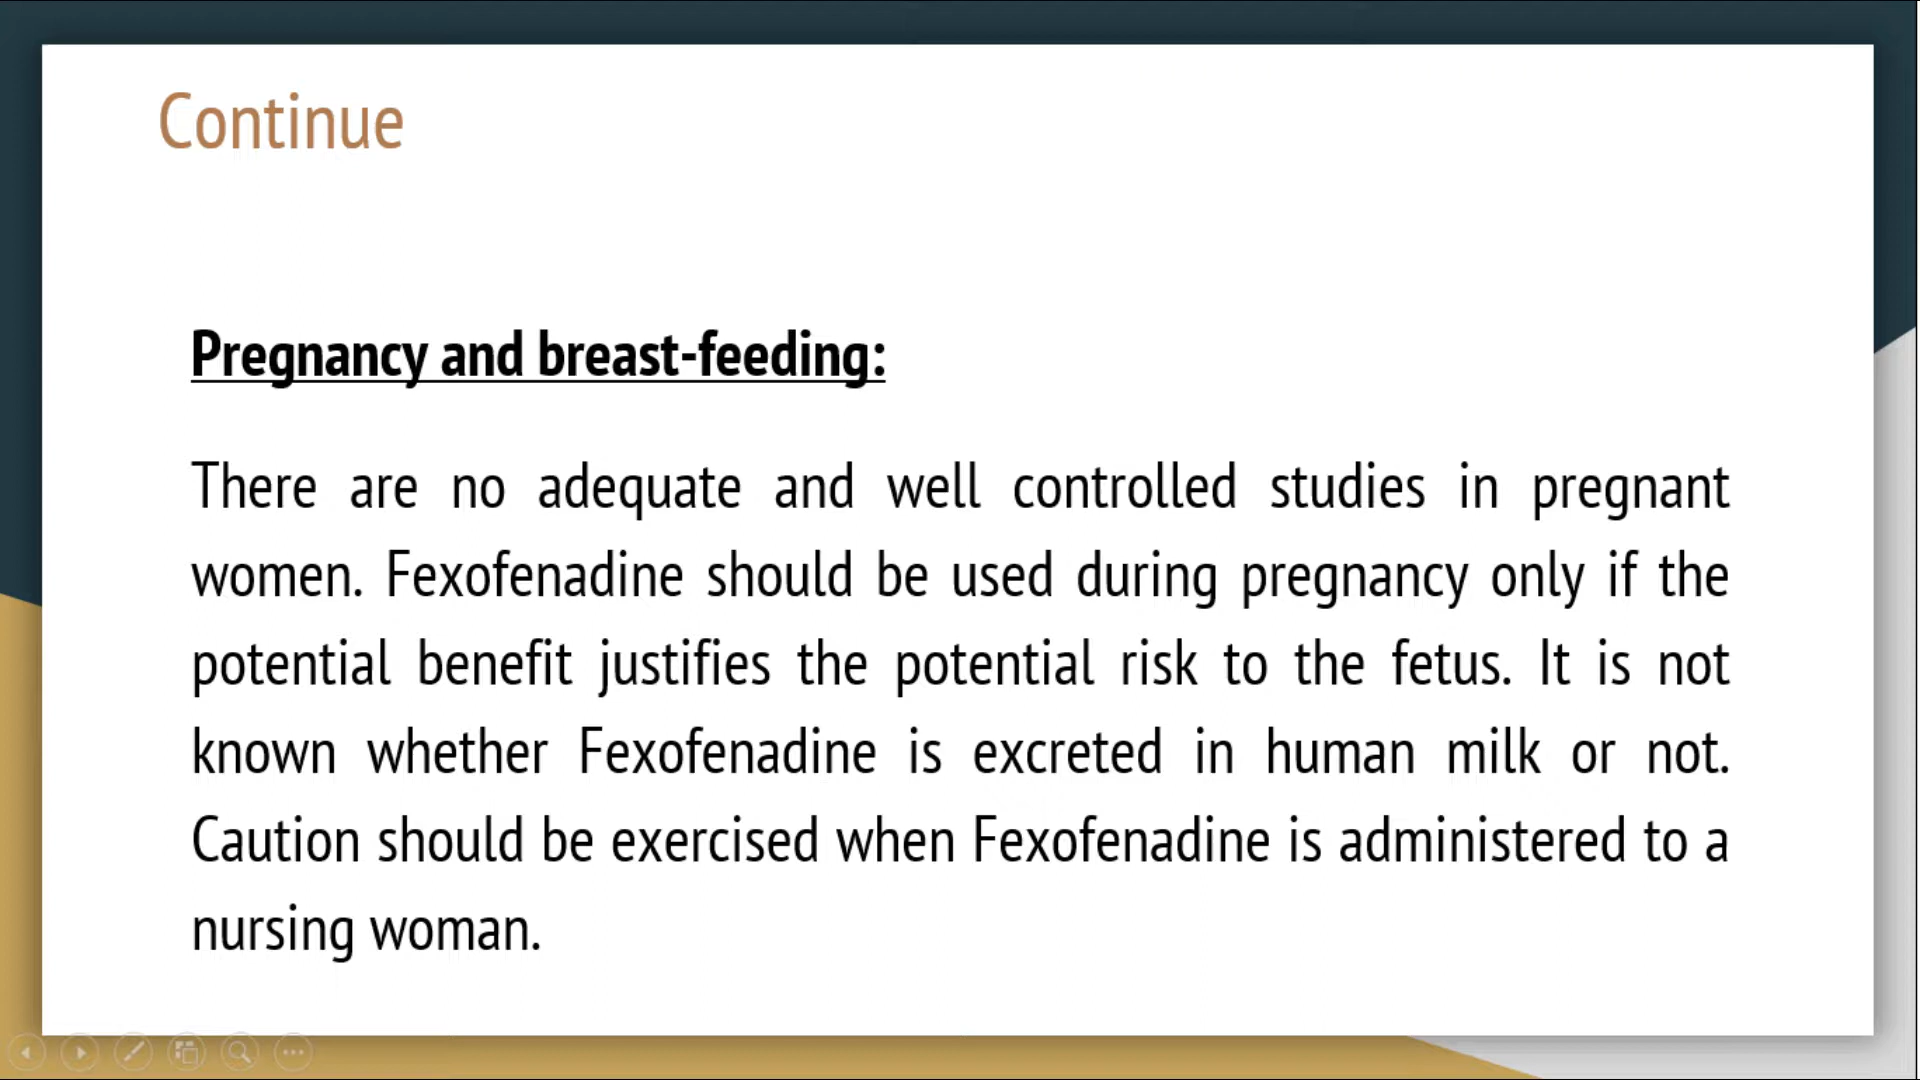 Continue
Pregnancy and breast-feeding:
There are no adequate and well controlled studies in pregnant
women. Fexofenadine should be used during pregnancy only if the
potential benefit justifies the potential risk to the fetus. It is not
known whether Fexofenadine is excreted in human milk or not.
Caution should be exercised when Fexofenadine is administered to a
nursing woman.